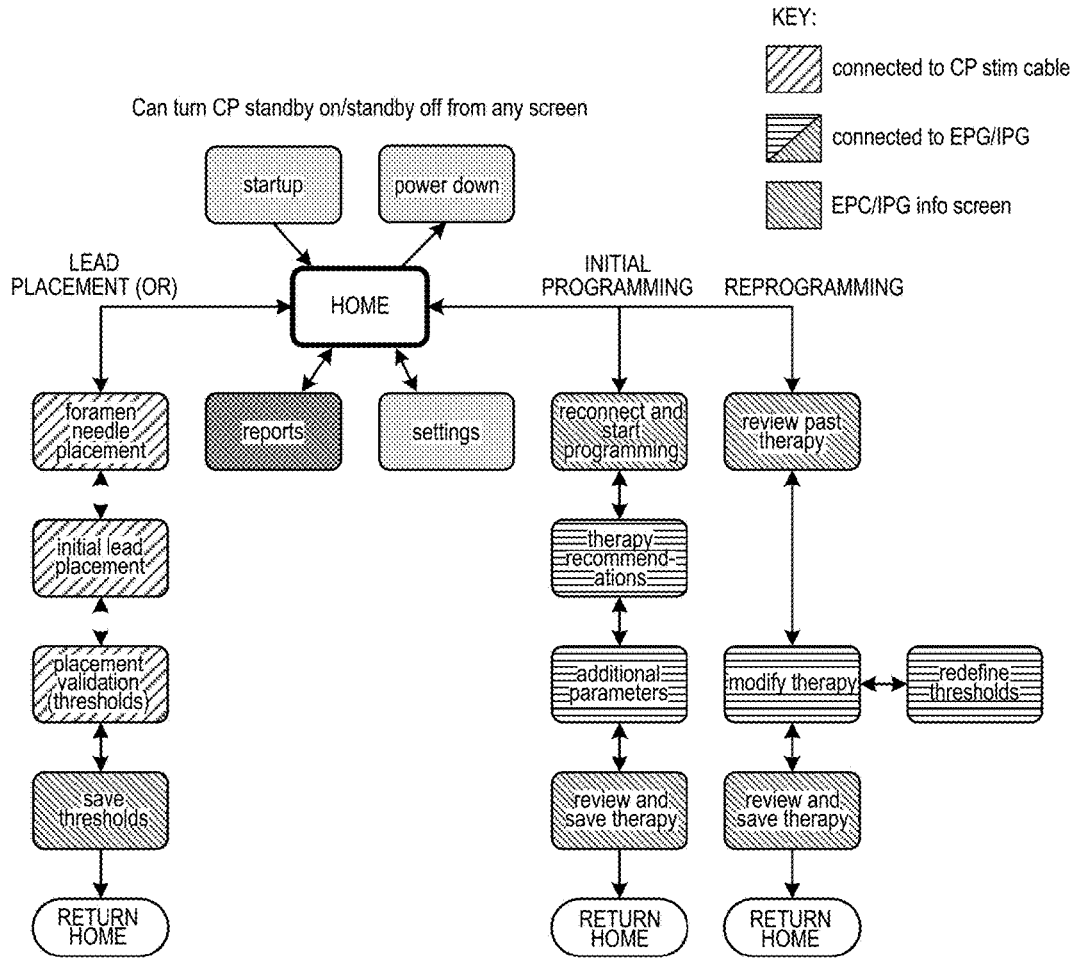 KEY:
connected to CP stim cable
connected to EPG/IPG
EPC/IPG info screen
Can turn CP standby on/standby off from any screen
startup
power down
LEAD
PLACEMENT (OR)
HOME
INITIAL
PROGRAMMING
REPROGRAMMING
foramen
needle
placement
reports
settings
reconnect and
start
programming
review past
therapy
initial lead
placement
therapy
recommend-
ations
placement
validation
(thresholds)
additional
parameters
modify therapy
redefine
thresholds
save
thresholds
review and
save therapy
review and
save therapy
RETURN
HOME
RETURN
HOME
RETURN
HOME